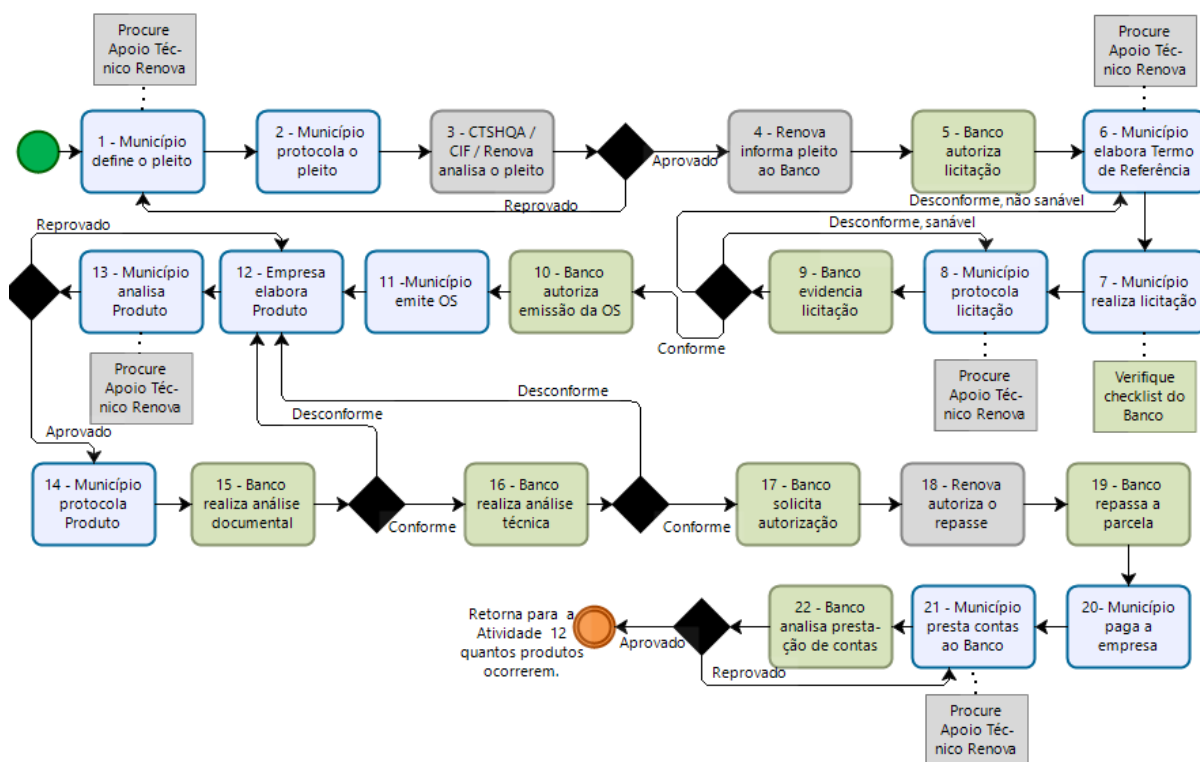 Procure
Apoio Téc-
nico Renova
Procure
Apoio Téc-
nico Renova
1 - Município
define o pleito
2 - Município
protocola o
pleito
3 - CTSHQA /
CIF / Renova
analisa o pleito
Aprovado
Reprovado
4 - Renova
informa pleito
ao Banco
5 - Banco
autoriza
licitação
6 - Município
elabora Termo
de Referência
Desconforme, não sanável
Desconforme, sanável
Reprovado
13 - Município
analisa
Produto
12 - Empresa
elabora
Produto
11 -Município
emite OS
10 - Banco
autoriza
emissão da OS
Conforme
9 - Banco
evidencia
licitação
8 - Município
protocola
licitação
7 - Município
realiza licitação
Procure
Apoio Téc-
nico Renova
Procure
Apoio Téc-
nico Renova
Verifique
checklist do
Banco
Desconforme
Desconforme
Aprovado
14 - Município
protocola
Produto
15 - Banco
realiza análise
documental
Conforme
16 - Banco
realiza análise
técnica
Conforme
17 - Banco
solicita
autorização
18 - Renova
autoriza o
repasse
19 - Banco
repassa a
parcela
Retorna para a
Atividade 12
quantos produtos
ocorrerem.
Aprovado
Reprovado
22 - Banco
analisa presta-
ção de contas
21 - Município
presta contas
ao Banco
20- Município
paga a
empresa
Procure
Apoio Téc-
nico Renova